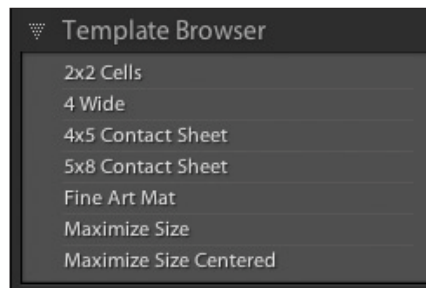 Template Browser
2x2 Cells
4 Wide
4x5 Contact Sheet
5x8 Contact Sheet
Fine Art Mat
Maximize Size
Maximize Size Centered